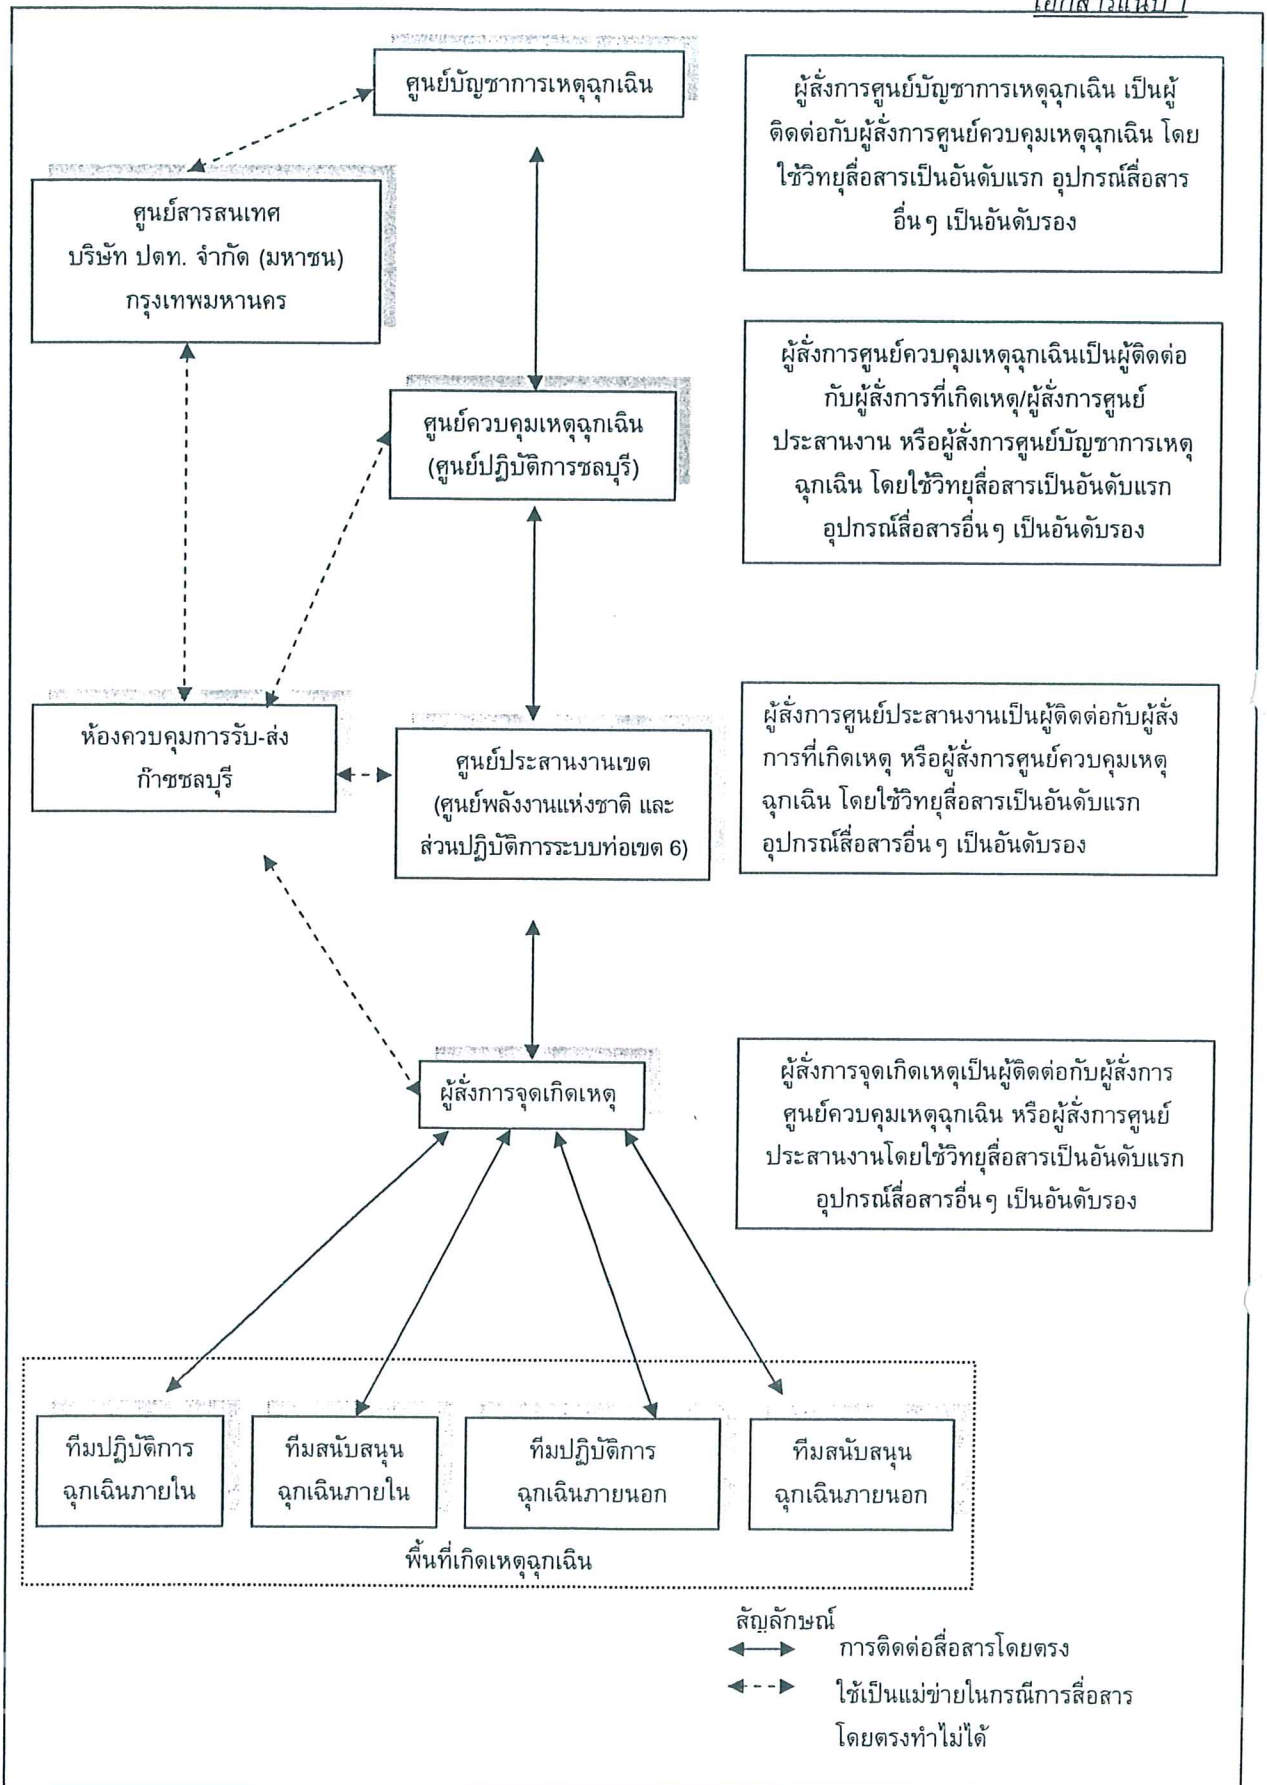 ศูนย์บัญชาการเหตุฉุกเฉิน
ผู้สั่งการศูนย์บัญชาการเหตุฉุกเฉิน เป็นผู้
ติดต่อกับผู้สั่งการศูนย์ควบคุมเหตุฉุกเฉิน โดย
ใช้วิทยุสื่อสารเป็นอันดับแรก อุปกรณ์สื่อสาร
อื่นๆ เป็นอันดับรอง
ศูนย์สารสนเทศ
บริษัท ปตท. จำกัด (มหาชน)
กรุงเทพมหานคร
ศูนย์ควบคุมเหตุฉุกเฉิน
(ศูนย์ปฏิบัติการชลบุรี)
ผู้สั่งการศูนย์ควบคุมเหตุฉุกเฉินเป็นผู้ติดต่อ
กับผู้สั่งการที่เกิดเหตุ/ผู้สั่งการศูนย์
ประสานงาน หรือผู้สั่งการศูนย์บัญชาการเหตุ
ฉุกเฉิน โดยใช้วิทยุสื่อสารเป็นอันดับแรก
อุปกรณ์สื่อสารอื่นๆ เป็นอันดับรอง
ห้องควบคุมการรับ-ส่ง
ก๊าซชลบุรี
ศูนย์ประสานงานเขต
(ศูนย์พลังงานแห่งชาติ และ
ส่วนปฏิบัติการระบบท่อเขต 6)
ผู้สั่งการศูนย์ประสานงานเป็นผู้ติดต่อกับผู้สั่ง
การที่เกิดเหตุ หรือผู้สั่งการศูนย์ควบคุมเหตุ
ฉุกเฉิน โดยใช้วิทยุสื่อสารเป็นอันดับแรก
อุปกรณ์สื่อสารอื่นๆ เป็นอันดับรอง
ผู้สั่งการจุดเกิดเหตุ
ผู้สั่งการจุดเกิดเหตุเป็นผู้ติดต่อกับผู้สั่งการ
ศูนย์ควบคุมเหตุฉุกเฉิน หรือผู้สั่งการศูนย์
ประสานงานโดยใช้วิทยุสื่อสารเป็นอันดับแรก
อุปกรณ์สื่อสารอื่นๆ เป็นอันดับรอง
ทีมปฏิบัติการ
ฉุกเฉินภายใน
ทีมสนับสนุน
ฉุกเฉินภายใน
ทีมปฏิบัติการ
ฉุกเฉินภายนอก
ทีมสนับสนุน
ฉุกเฉินภายนอก
พื้นที่เกิดเหตุฉุกเฉิน
สัญลักษณ์
การติดต่อสื่อสารโดยตรง
ใช้เป็นแม่ข่ายในกรณีการสื่อสาร
โดยตรงทำไม่ได้